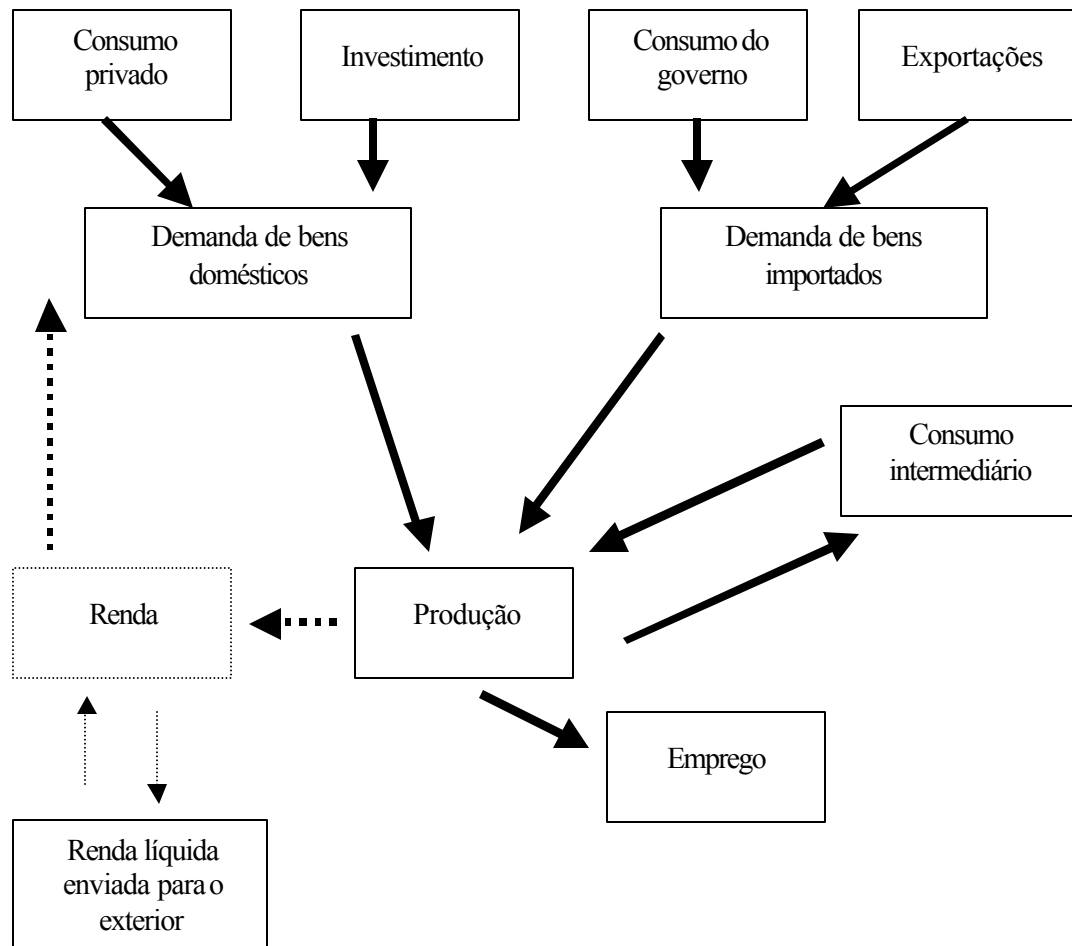 Consumo
privado
Investimento
Consumo do
governo
Exportações
Demanda de bens
domésticos
Demanda de bens
importados
Consumo
intermediário
Renda
Produção
Emprego
Renda líquida
enviada para o
exterior